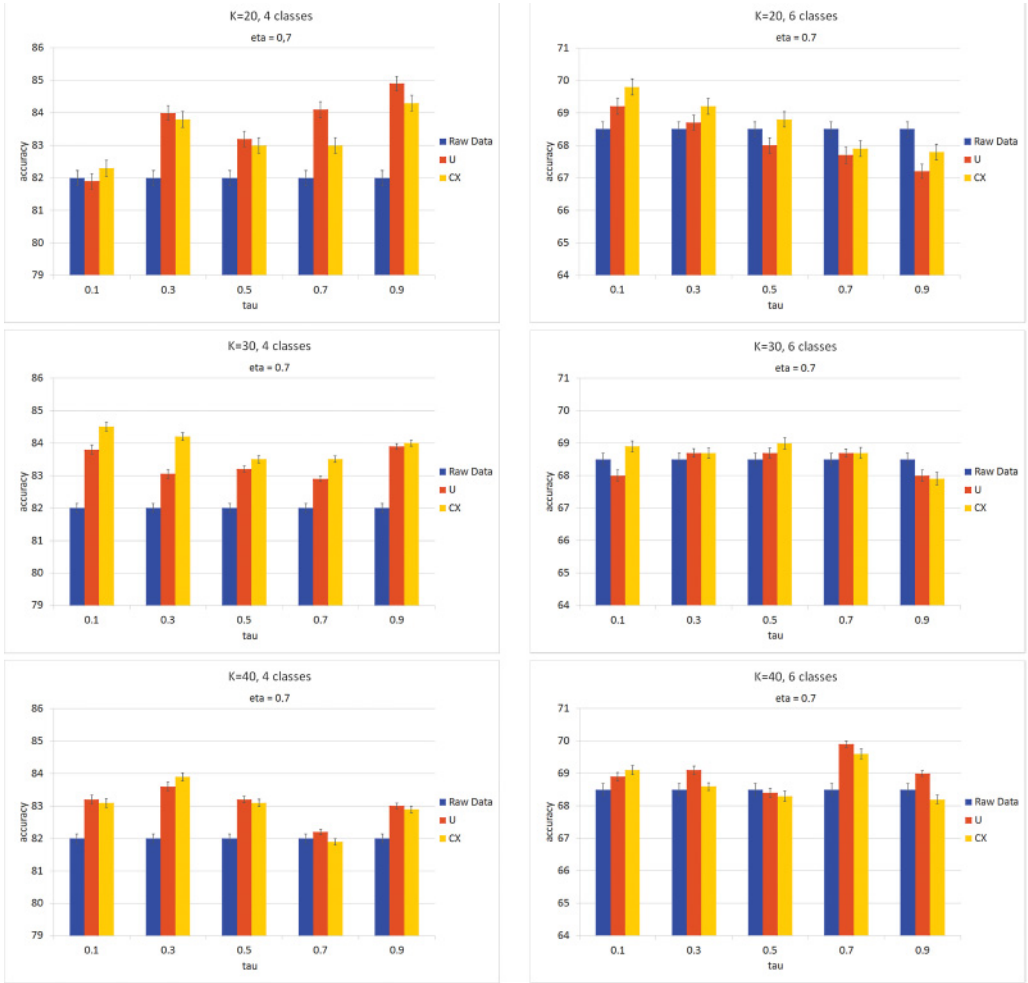 K=20, 4 classes
eta = 0,7
86
85
84
83
82
81
80
79
accuracy
0.1 0.3 0.5 0.7 0.9
tau
Raw Data
U
CX
K=20, 6 classes
eta = 0.7
71
70
69
68
67
66
65
64
accuracy
0.1 0.3 0.5 0.7 0.9
tau
Raw Data
U
CX
K=30, 4 classes
eta = 0.7
86
85
84
83
82
81
80
79
accuracy
0.1 0.3 0.5 0.7 0.9
tau
Raw Data
U
CX
K=30, 6 classes
eta = 0.7
71
70
69
68
67
66
65
64
accuracy
0.1 0.3 0.5 0.7 0.9
tau
Raw Data
U
CX
K=40, 4 classes
eta = 0.7
86
85
84
83
82
81
80
79
accuracy
0.1 0.3 0.5 0.7 0.9
tau
Raw Data
U
CX
K=40, 6 classes
eta = 0.7
71
70
69
68
67
66
65
64
accuracy
0.1 0.3 0.5 0.7 0.9
tau
Raw Data
U
CX